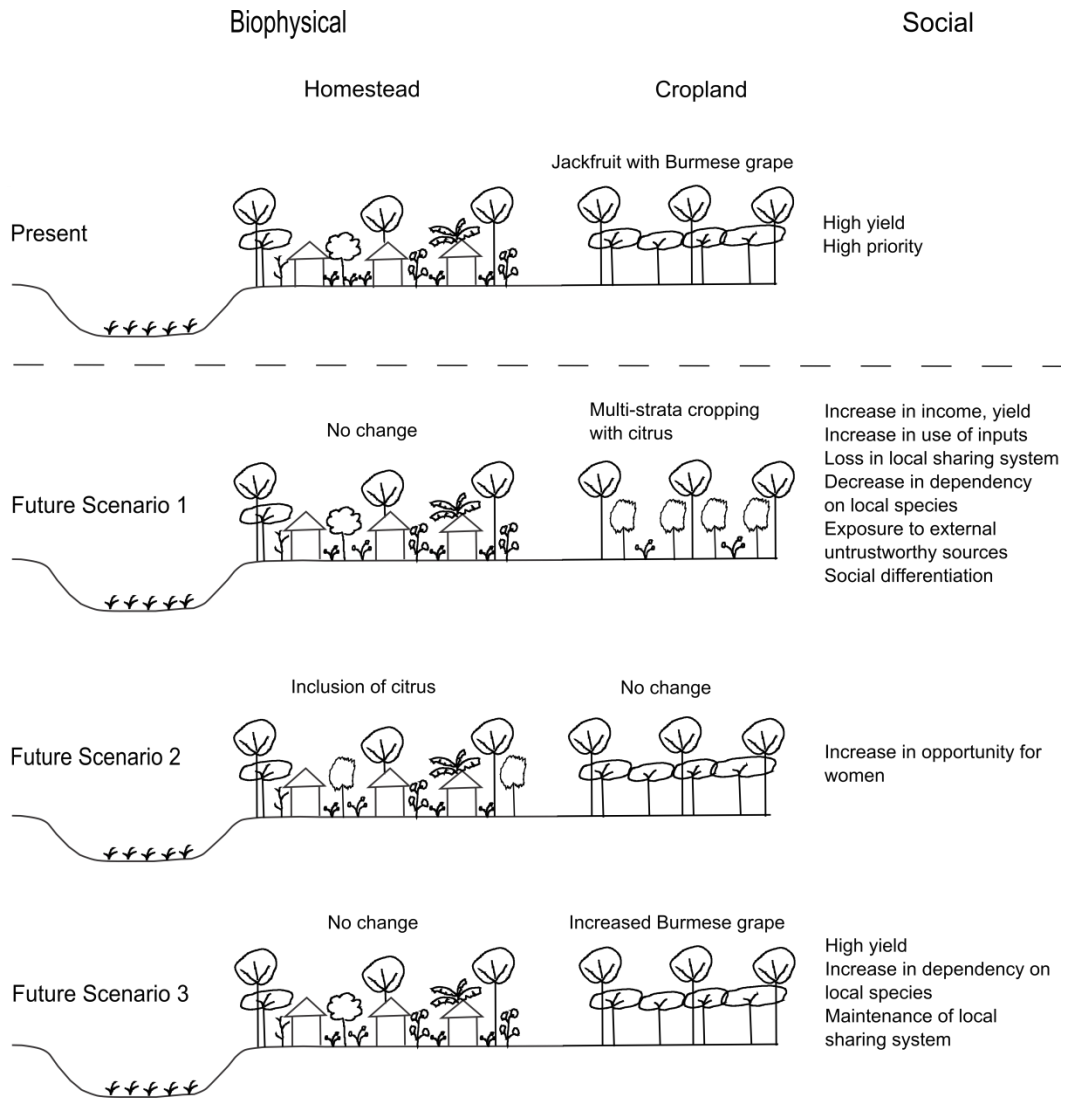 Biophysical
Social
Homestead
Cropland
Jackfruit with Burmese grape
Present
High yield
High priority
No change
Multi-strata cropping
with citrus
Future Scenario 1
Increase in income, yield
Increase in use of inputs
Loss in local sharing system
Decrease in dependency
on local species
Exposure to external
untrustworthy sources
Social differentiation
Inclusion of citrus
No change
Future Scenario 2
Increase in opportunity for
women
No change
Increased Burmese grape
Future Scenario 3
High yield
Increase in dependency on
local species
Maintenance of local
sharing system